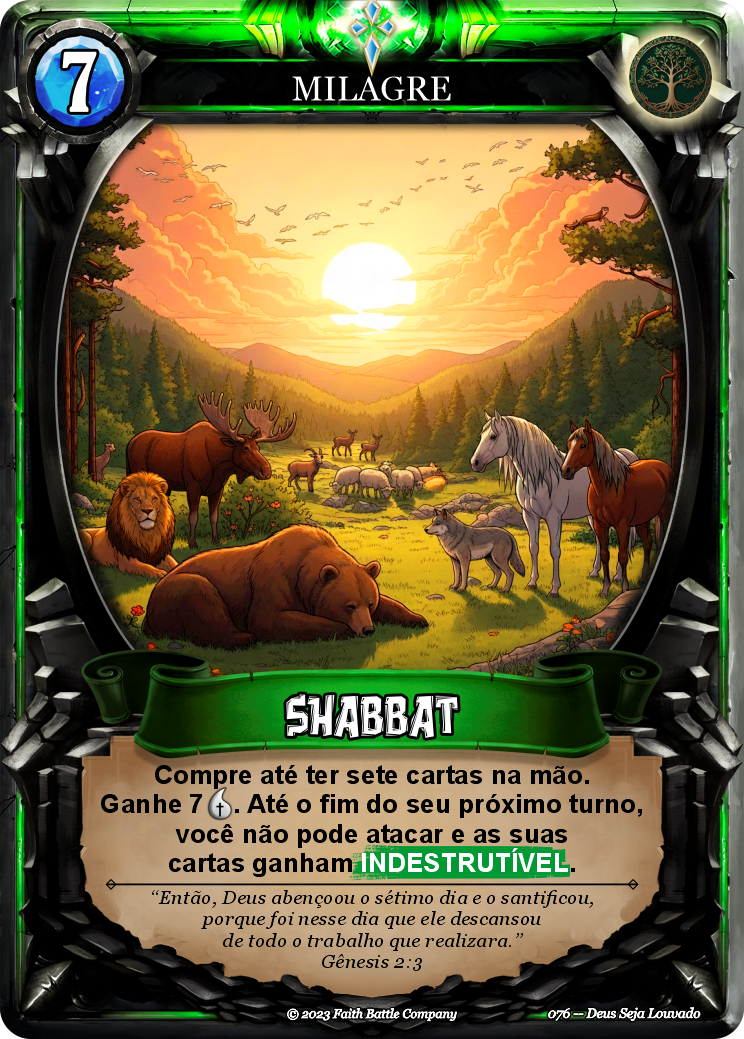 7
MILAGRE
SHABBAT
Compre até ter sete cartas na mão.
Ganhe 7. Até o fim do seu próximo turno,
você não pode atacar e as suas
cartas ganham INDESTRUTÍVEL.
“Então, Deus abençoou o sétimo dia e o santificou,
porque foi nesse dia que ele descansou
de todo o trabalho que realizara.”
Gênesis 2:3
© 2023 Faith Battle Company
076 -- Deus Seja Louvado